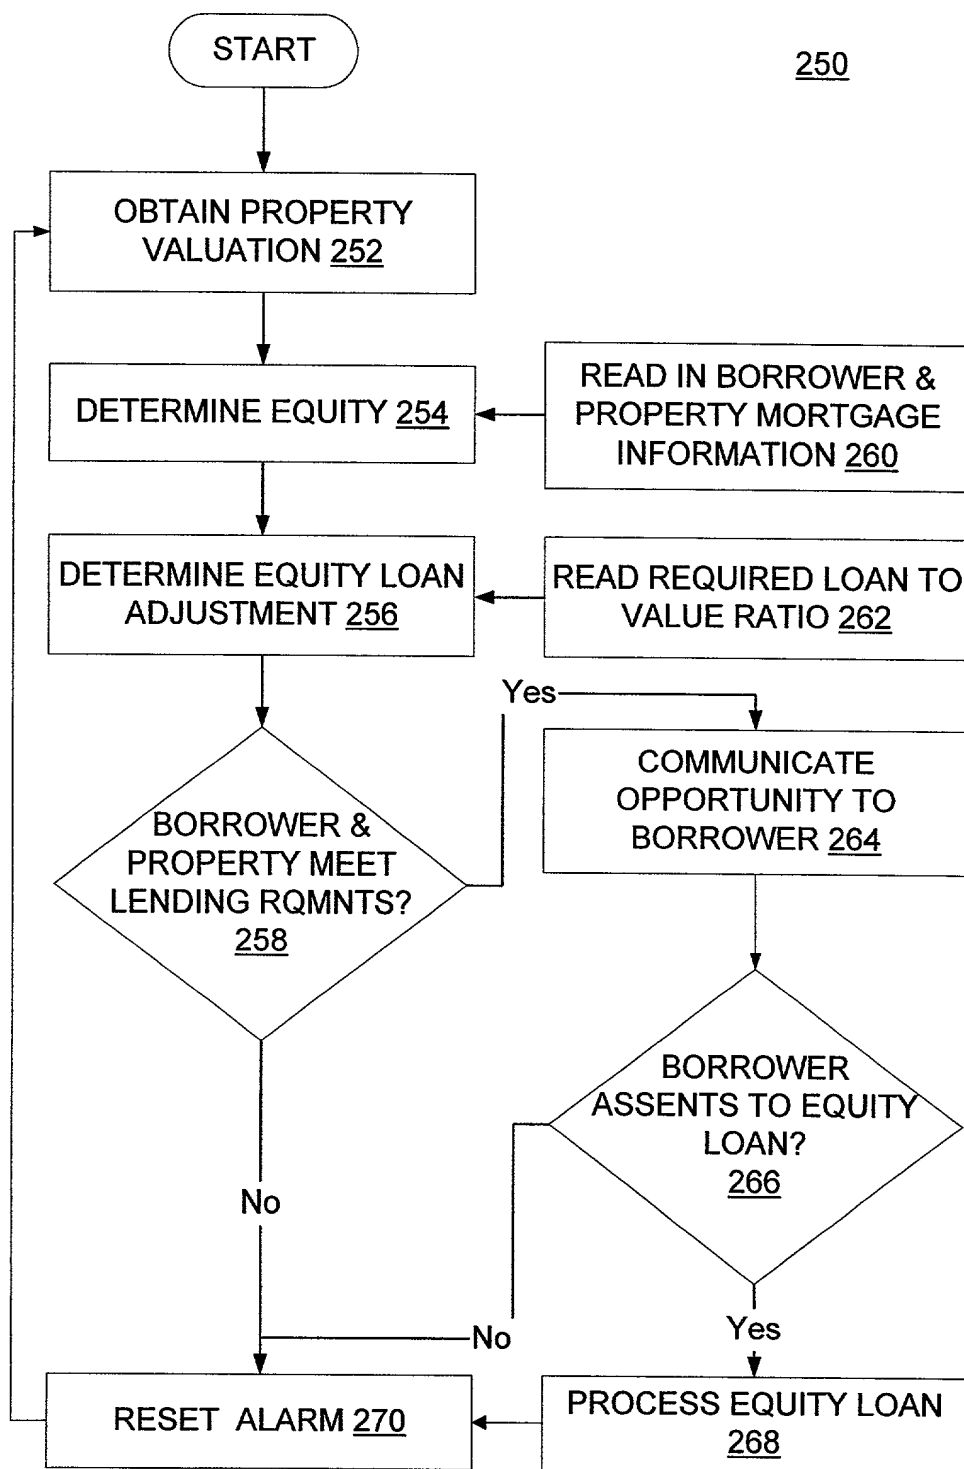 START
250
OBTAIN PROPERTY
VALUATION 252
DETERMINE EQUITY 254
READ IN BORROWER &
PROPERTY MORTGAGE
INFORMATION 260
DETERMINE EQUITY LOAN
ADJUSTMENT 256
READ REQUIRED LOAN TO
VALUE RATIO 262
Yes
BORROWER &
PROPERTY MEET
LENDING RQMNTS?
258
COMMUNICATE
OPPORTUNITY TO
BORROWER 264
BORROWER
ASSENTS TO EQUITY
LOAN?
266
No
No
Yes
RESET ALARM 270
PROCESS EQUITY LOAN
268